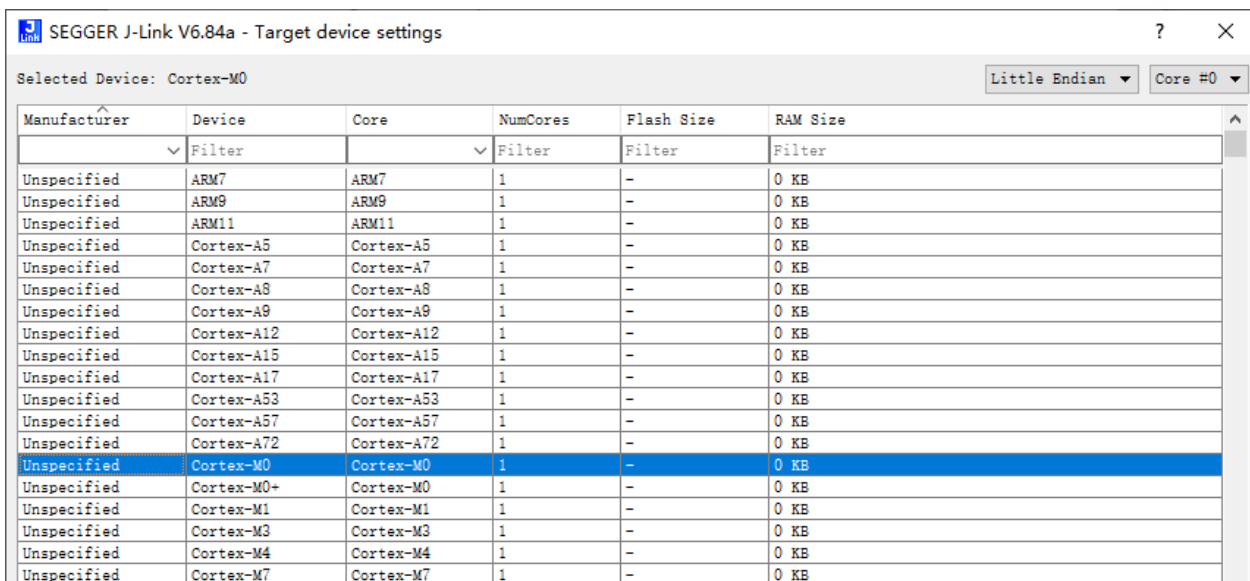 J-Link SEGGER J-Link V6.84a - Target device settings ?
Selected Device: Cortex-M0 Little Endian Core #0
Manufacturer Device Core NumCores Flash Size RAM Size
Filter Filter Filter Filter
Unspecified ARM7 ARM7 1 - 0 KB
Unspecified ARM9 ARM9 1 - 0 KB
Unspecified ARM11 ARM11 1 - 0 KB
Unspecified Cortex-A5 Cortex-A5 1 - 0 KB
Unspecified Cortex-A7 Cortex-A7 1 - 0 KB
Unspecified Cortex-A8 Cortex-A8 1 - 0 KB
Unspecified Cortex-A9 Cortex-A9 1 - 0 KB
Unspecified Cortex-A12 Cortex-A12 1 - 0 KB
Unspecified Cortex-A15 Cortex-A15 1 - 0 KB
Unspecified Cortex-A17 Cortex-A17 1 - 0 KB
Unspecified Cortex-A53 Cortex-A53 1 - 0 KB
Unspecified Cortex-A57 Cortex-A57 1 - 0 KB
Unspecified Cortex-A72 Cortex-A72 1 - 0 KB
Unspecified Cortex-M0 Cortex-M0 1 - 0 KB
Unspecified Cortex-M0+ Cortex-M0 1 - 0 KB
Unspecified Cortex-M1 Cortex-M1 1 - 0 KB
Unspecified Cortex-M3 Cortex-M3 1 - 0 KB
Unspecified Cortex-M4 Cortex-M4 1 - 0 KB
Unspecified Cortex-M7 Cortex-M7 1 - 0 KB